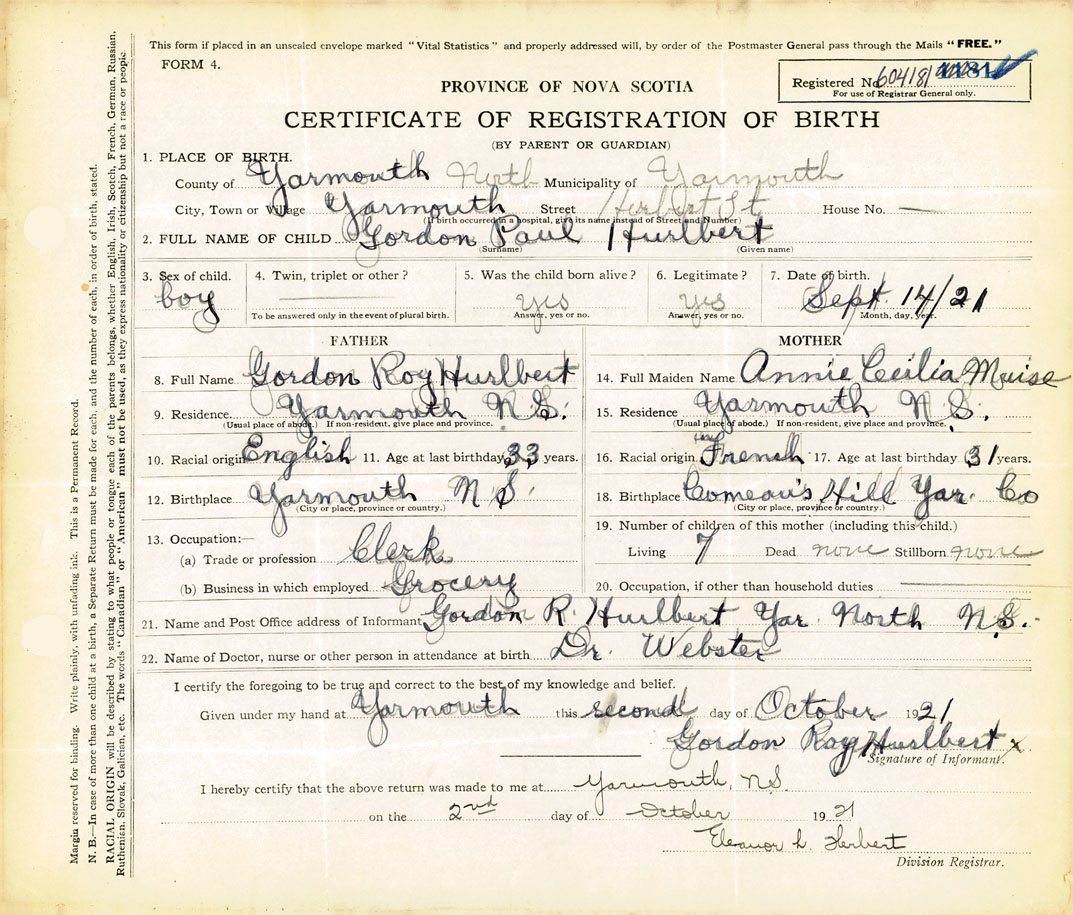 This form if placed in an unsealed envelope marked "Vital Statistics" and properly addressed will, by order of the Postmaster General pass through the Mails "FREE."
FORM 4.
Registered No 604181
For use of Registrar General only.
PROVINCE OF NOVA SCOTIA
CERTIFICATE OF REGISTRATION OF BIRTH
(BY PARENT OR GUARDIAN)
1. PLACE OF BIRTH.
County of Yarmouth North Municipality of Yarmouth
City, Town or Village Yarmouth Street Herbert St House No. —
(If birth occurred in a hospital, give its name instead of Street and Number)
2. FULL NAME OF CHILD Gordon Paul Hurlbert
(Surname) (Given name)
3. Sex of child. 4. Twin, triplet or other ? 5. Was the child born alive ? 6. Legitimate ? 7. Date of birth.
boy yes yes Sept. 14/21
To be answered only in the event of plural birth. Answer, yes or no. Answer, yes or no. Month, day, year.
FATHER MOTHER
8. Full Name Gordon Roy Hurlbert 14. Full Maiden Name Annie Cecilia Muise
9. Residence Yarmouth N.S. 15. Residence Yarmouth N.S.
(Usual place of abode.) If non-resident, give place and province. (Usual place of abode.) If non-resident, give place and province.
10. Racial origin English 11. Age at last birthday 33 years. 16. Racial origin French 17. Age at last birthday 31 years.
12. Birthplace Yarmouth N.S. 18. Birthplace Comeau's Hill Yar. Co
(City or place, province or country.) (City or place, province or country.)
13. Occupation:— 19. Number of children of this mother (including this child.)
(a) Trade or profession Clerk Living 7 Dead none Stillborn none
(b) Business in which employed Grocery 20. Occupation, if other than household duties
21. Name and Post Office address of Informant Gordon R. Hurlbert Yar. North N.S.
22. Name of Doctor, nurse or other person in attendance at birth Dr. Webster
I certify the foregoing to be true and correct to the best of my knowledge and belief.
Given under my hand at Yarmouth this second day of October 1921
Gordon Roy Hurlbert x
Signature of Informant.
I hereby certify that the above return was made to me at Yarmouth, N.S.
on the 2nd day of October 1921
Eleanor L. Herbert
Division Registrar.
Margin reserved for binding. Write plainly, with unfading ink. This is a Permanent Record.
N. B.—In case of more than one child at a birth, a Separate Return must be made for each, and the number of each, in order of birth, stated.
RACIAL ORIGIN will be described by stating to what people or tongue each of the parents belongs, whether English, Irish, Scotch, French, German, Russian,
Ruthenian, Slovak, Galician, etc. The words "Canadian" or "American" must not be used, as they express nationality or citizenship but not a race or people.